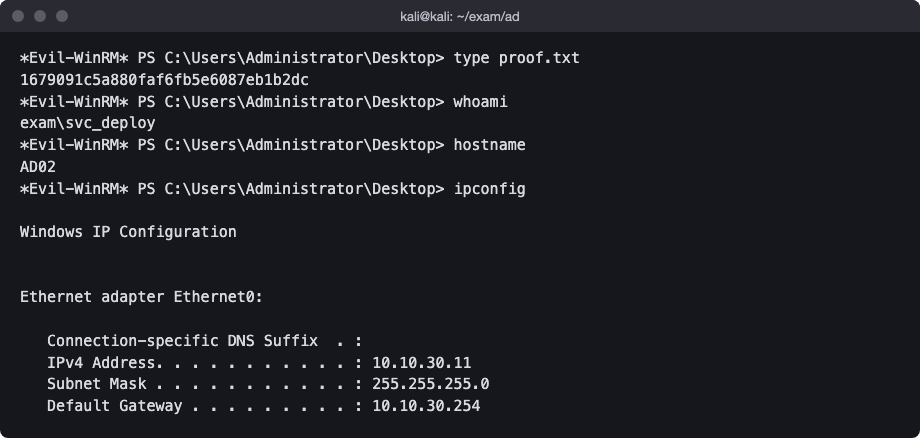 kali@kali: ~/exam/ad
*Evil-WinRM* PS C:\Users\Administrator\Desktop> type proof.txt
1679091c5a880faf6fb5e6087eb1b2dc
*Evil-WinRM* PS C:\Users\Administrator\Desktop> whoami
exam\svc_deploy
*Evil-WinRM* PS C:\Users\Administrator\Desktop> hostname
AD02
*Evil-WinRM* PS C:\Users\Administrator\Desktop> ipconfig
Windows IP Configuration
Ethernet adapter Ethernet0:
   Connection-specific DNS Suffix  . :
   IPv4 Address. . . . . . . . . . . : 10.10.30.11
   Subnet Mask . . . . . . . . . . . : 255.255.255.0
   Default Gateway . . . . . . . . . : 10.10.30.254